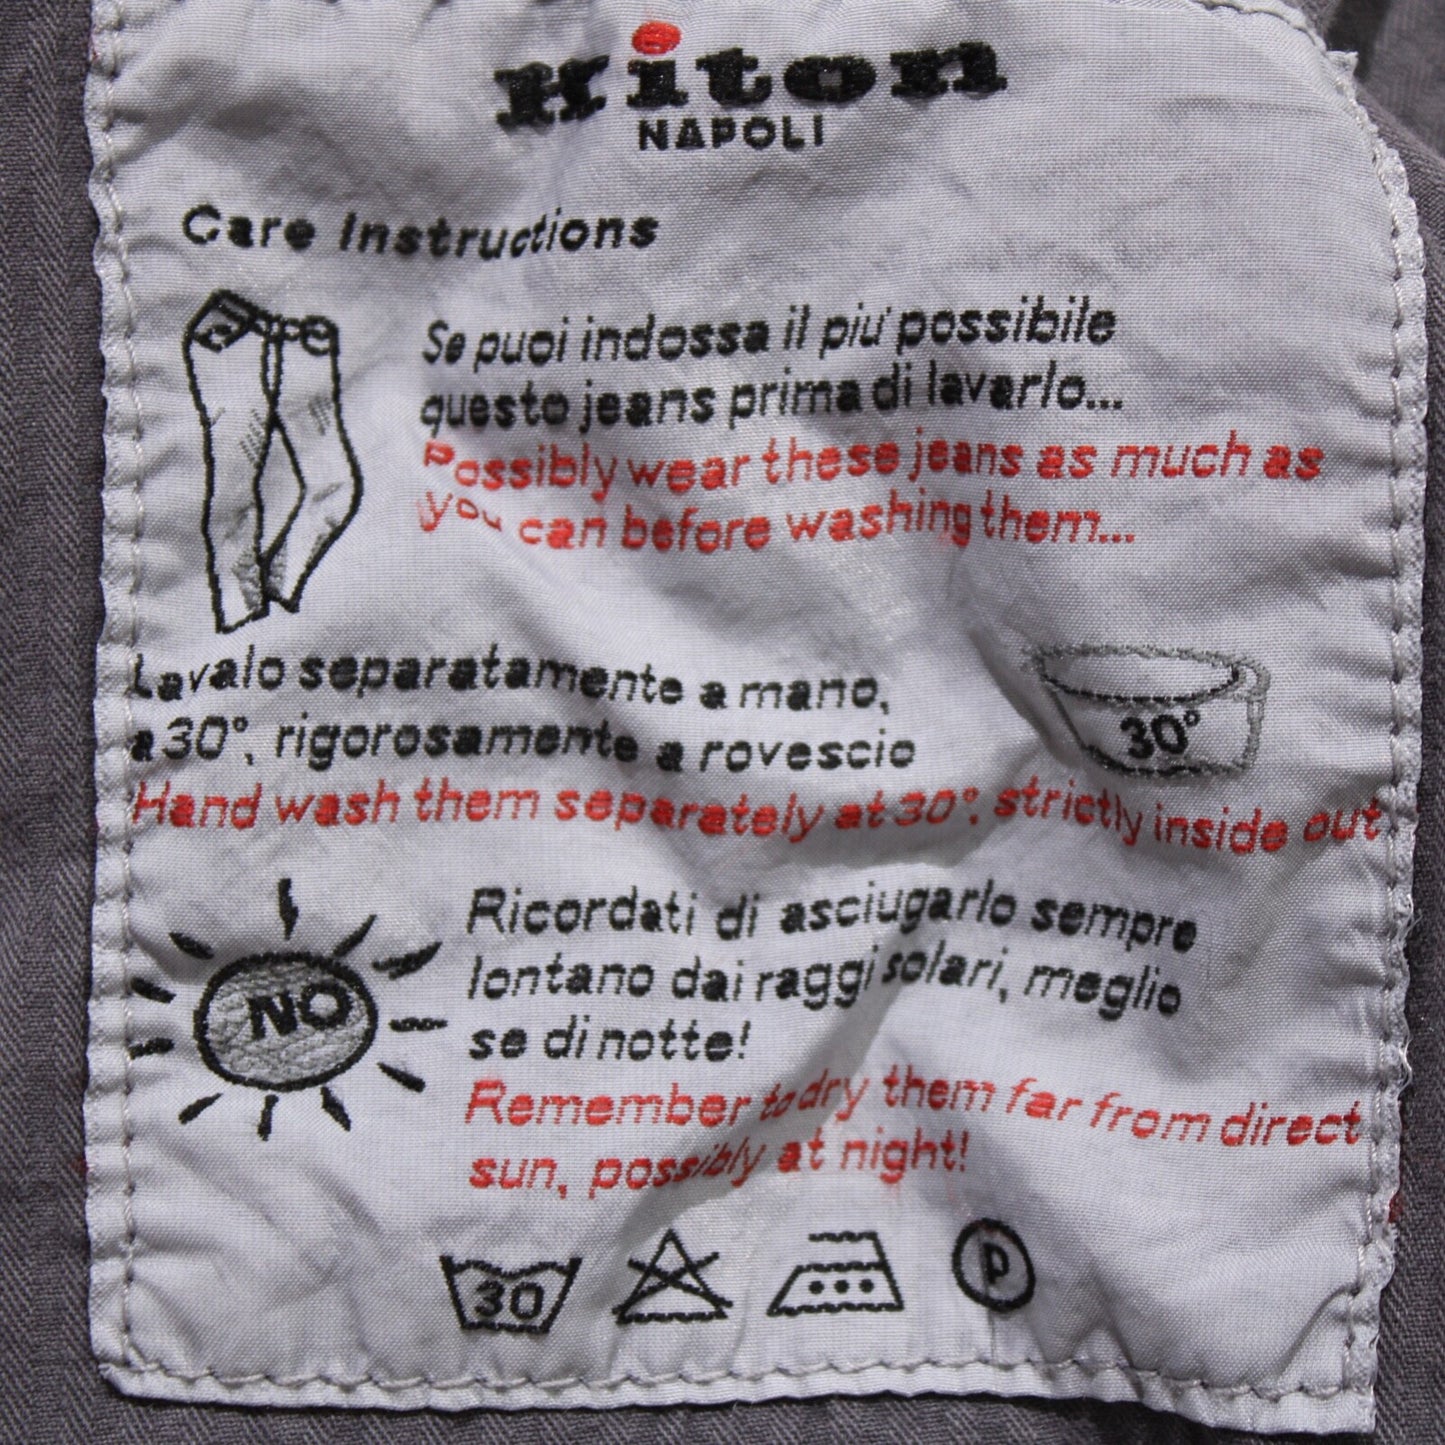 Kiton
NAPOLI
Care Instructions
Se puoi indossa il piu' possibile
questo jeans prima di lavarlo...
Possibly wear these jeans as much as
you can before washing them...
Lavalo separatamente a mano,
a 30°, rigorosamente a rovescio
30°
Hand wash them separately at 30°, strictly inside out
NO
Ricordati di asciugarlo sempre
lontano dai raggi solari, meglio
se di notte!
Remember to dry them far from direct
sun, possibly at night!
30
P